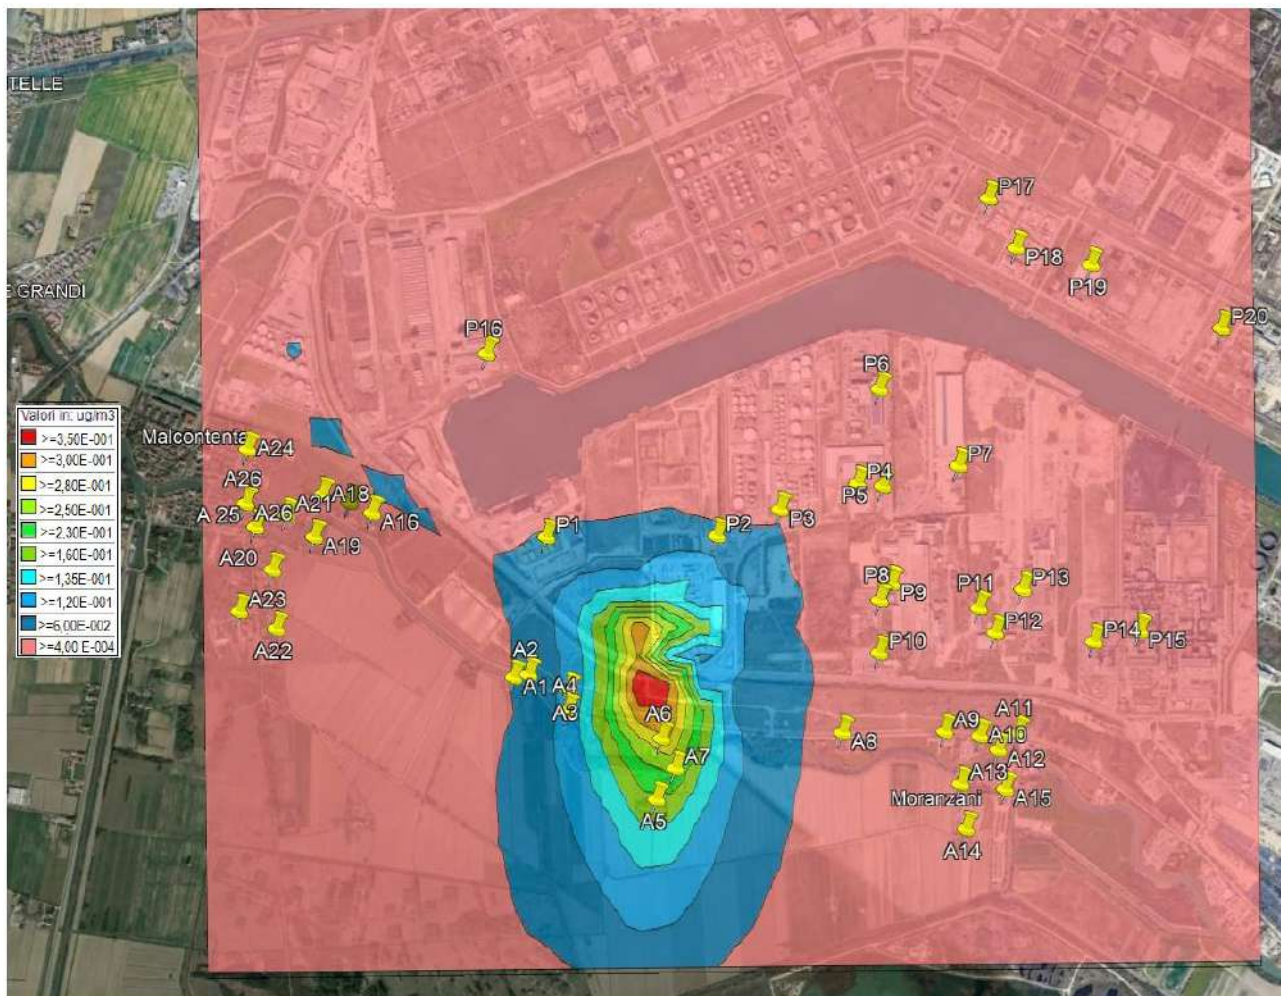 TELLE
P17
P18
P19
P20
E GRANDI
P16
P6
Valori in: ug/m3
>=3,50E-001
>=3,00E-001
>=2,80E-001
>=2,50E-001
>=2,30E-001
>=1,60E-001
>=1,35E-001
>=1,20E-001
>=6,00E-002
>=4,00 E-004
Malcontenta
A24
P7
P4
P5
A26
A21
A18
A 25
A26
A16
P3
P1
P2
A19
A20
P8
P9
P11
P13
A23
P12
P14
P15
A22
P10
A2
A1
A4
A3
A6
A11
A9
A10
A8
A7
A12
A13
Moranzani
A15
A5
A14